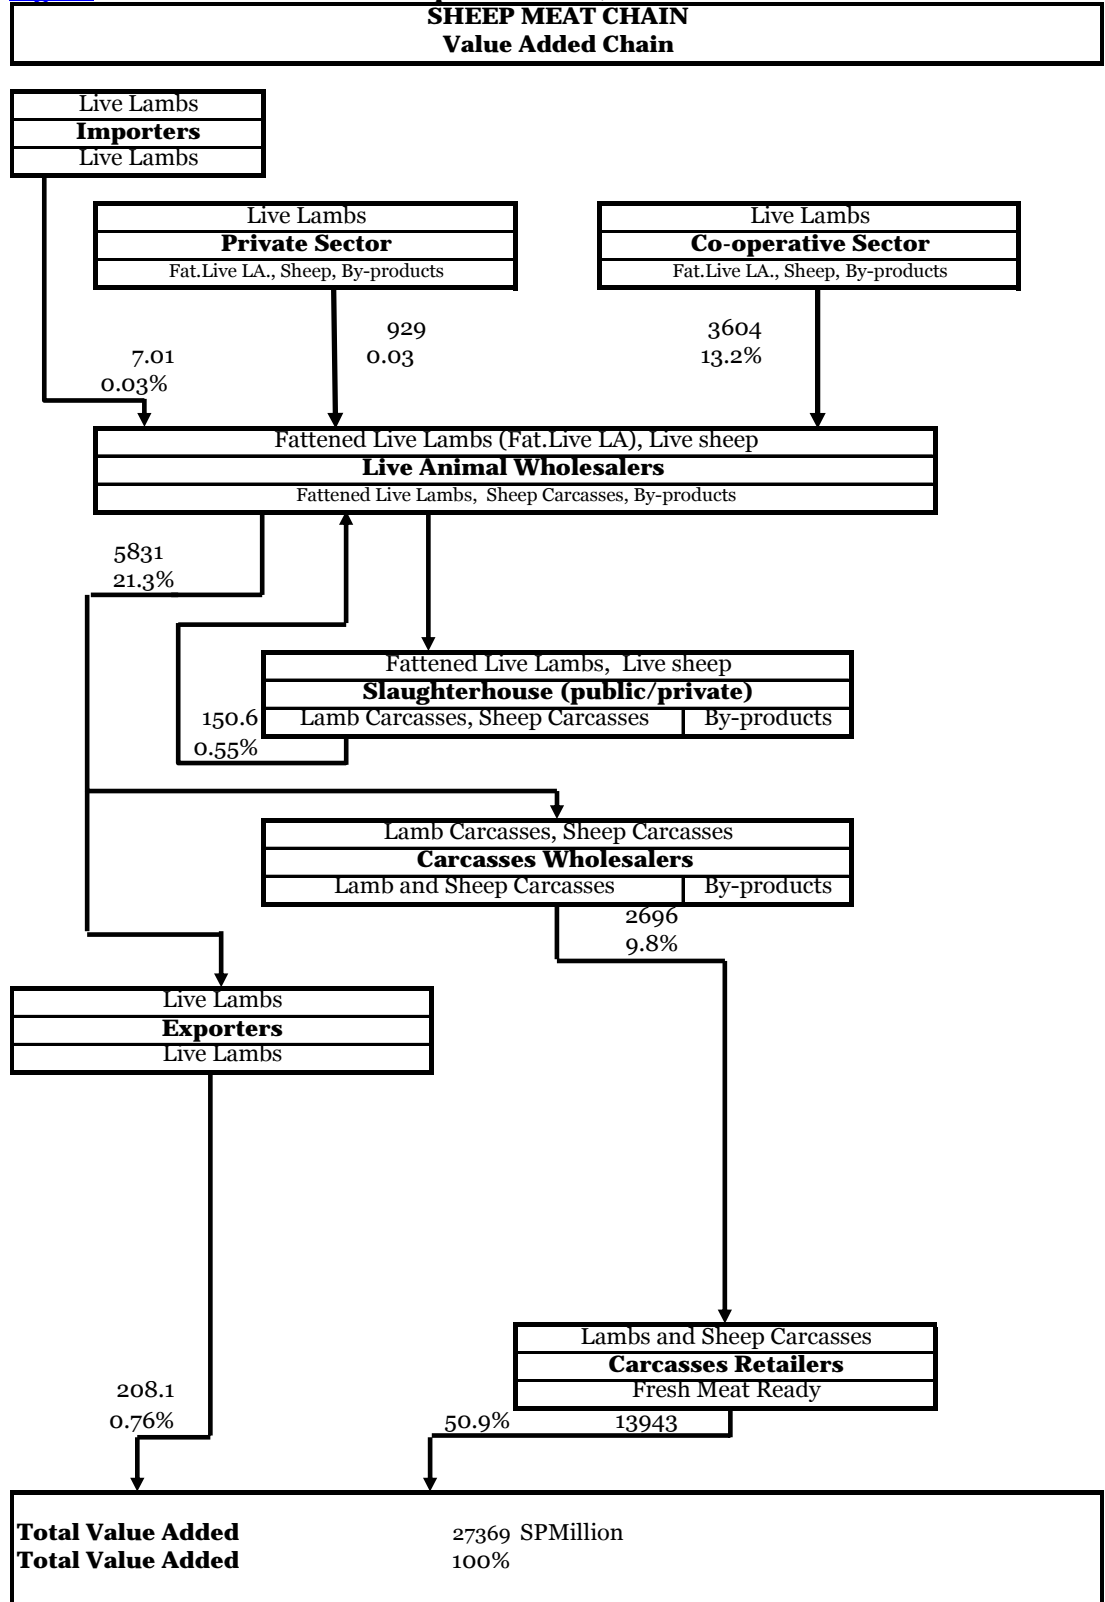 SHEEP MEAT CHAIN
Value Added Chain
Live Lambs
Importers
Live Lambs
Live Lambs
Private Sector
Fat.Live LA., Sheep, By-products
Live Lambs
Co-operative Sector
Fat.Live LA., Sheep, By-products
929
0.03
3604
13.2%
7.01
0.03%
Fattened Live Lambs (Fat.Live LA), Live sheep
Live Animal Wholesalers
Fattened Live Lambs, Sheep Carcasses, By-products
5831
21.3%
Fattened Live Lambs, Live sheep
Slaughterhouse (public/private)
Lamb Carcasses, Sheep Carcasses By-products
150.6
0.55%
Lamb Carcasses, Sheep Carcasses
Carcasses Wholesalers
Lamb and Sheep Carcasses By-products
2696
9.8%
Live Lambs
Exporters
Live Lambs
Lambs and Sheep Carcasses
Carcasses Retailers
Fresh Meat Ready
208.1
0.76%
50.9% 13943
Total Value Added 27369 SPMillion
Total Value Added 100%